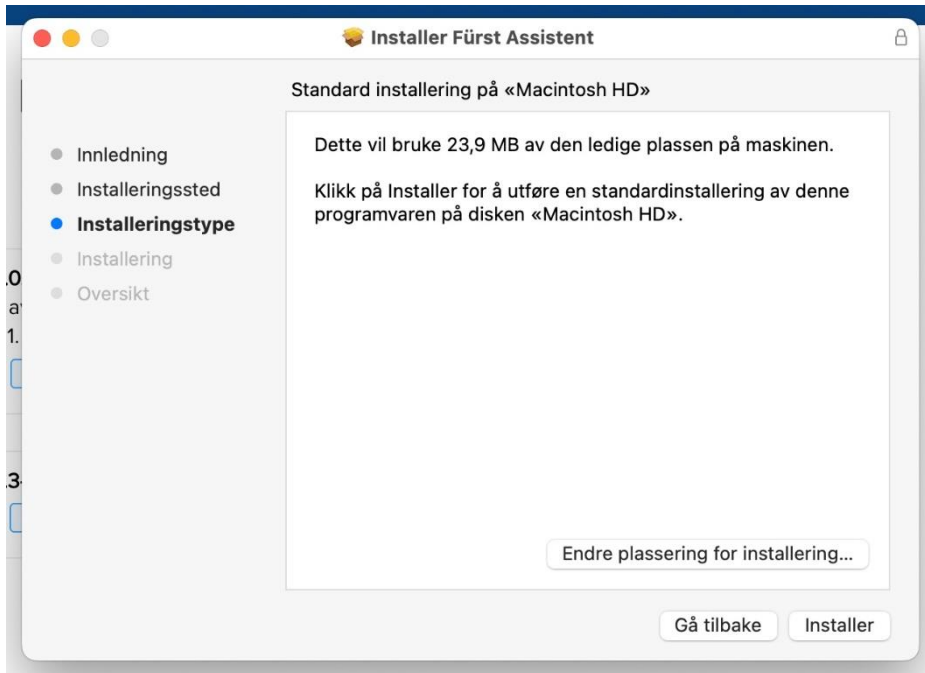 Installer Fürst Assistent
Standard installering på «Macintosh HD»
Innledning
Installeringssted
Installeringstype
Installering
Oversikt
Dette vil bruke 23,9 MB av den ledige plassen på maskinen.
Klikk på Installer for å utføre en standardinstallering av denne
programvaren på disken «Macintosh HD».
Endre plassering for installering...
Gå tilbake
Installer